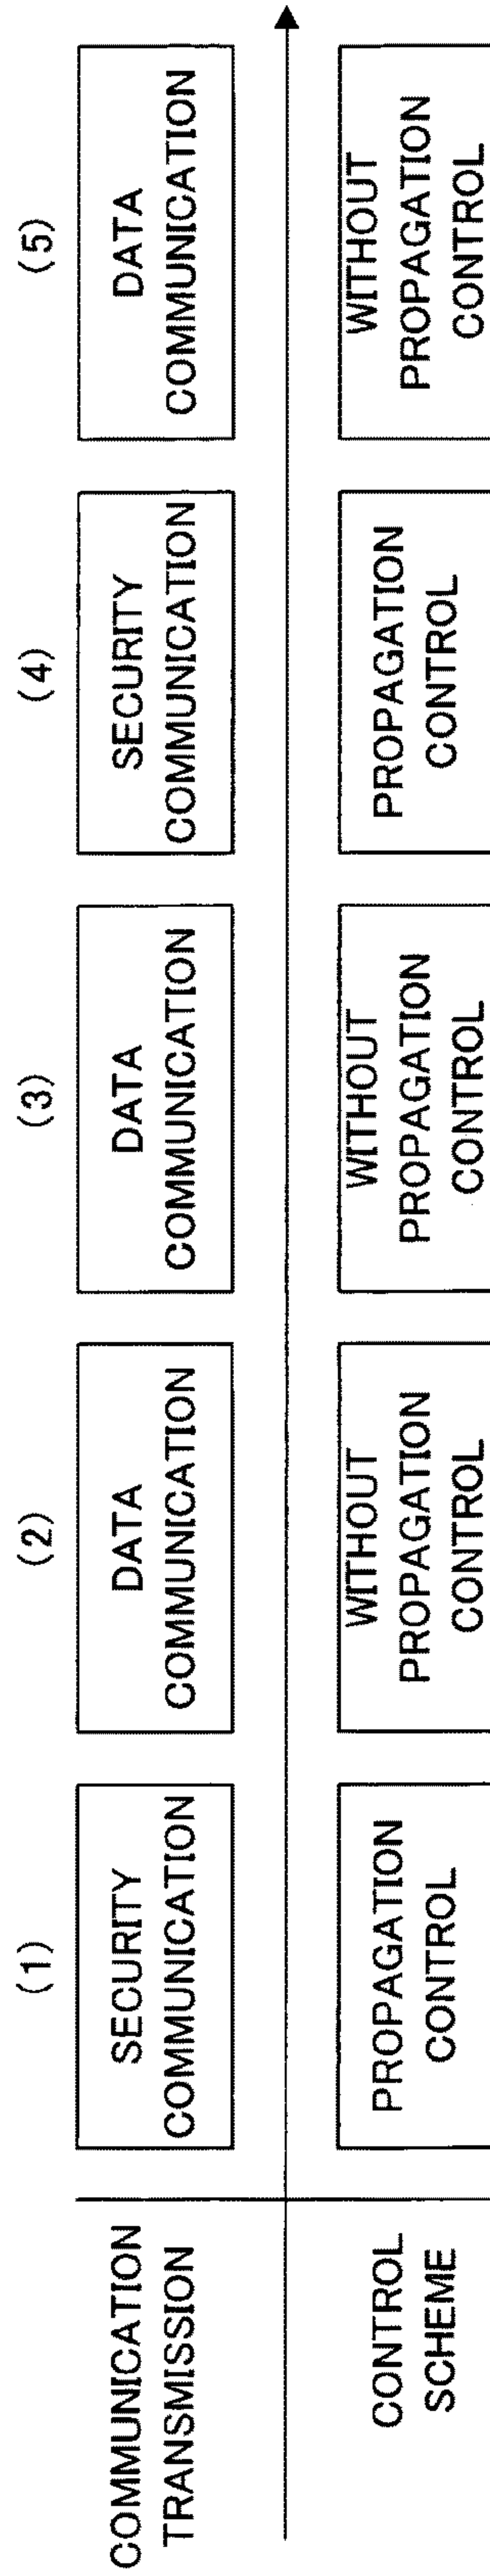 (1)
(2)
(3)
(4)
(5)
COMMUNICATION
TRANSMISSION
SECURITY
COMMUNICATION
DATA
COMMUNICATION
DATA
COMMUNICATION
SECURITY
COMMUNICATION
DATA
COMMUNICATION
CONTROL
SCHEME
PROPAGATION
CONTROL
WITHOUT
PROPAGATION
CONTROL
WITHOUT
PROPAGATION
CONTROL
PROPAGATION
CONTROL
WITHOUT
PROPAGATION
CONTROL